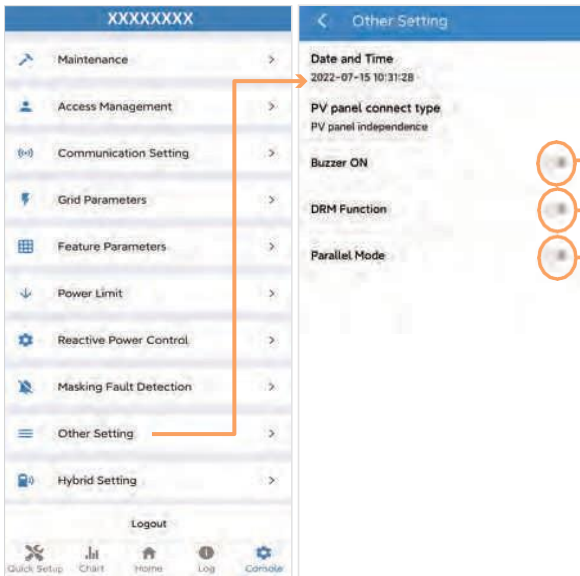 XXXXXXXX
Maintenance
Access Management
Communication Setting
Grid Parameters
Feature Parameters
Power Limit
Reactive Power Control
Masking Fault Detection
Other Setting
Hybrid Setting
Logout
Quick Setup
Chart
Home
Log
Console
Other Setting
Date and Time
2022-07-15 10:31:28
PV panel connect type
PV panel independence
Buzzer ON
DRM Function
Parallel Mode